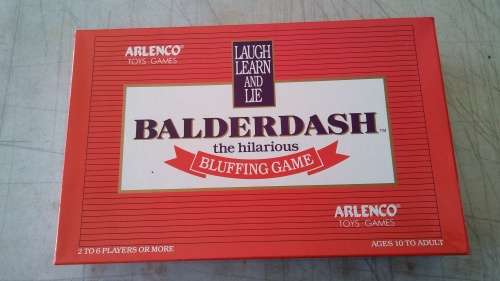 ARLENCO®
TOYS · GAMES
LAUGH
LEARN
AND
LIE
BALDERDASH™
the hilarious
BLUFFING GAME
ARLENCO®
TOYS · GAMES
2 TO 6 PLAYERS OR MORE
AGES 10 TO ADULT